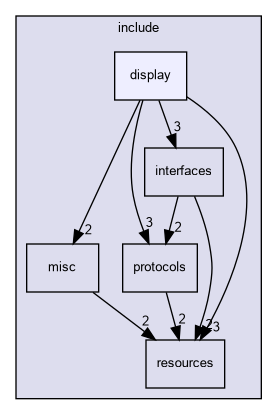 include
display
3
interfaces
2
3
2
misc
protocols
2
2
2
3
resources